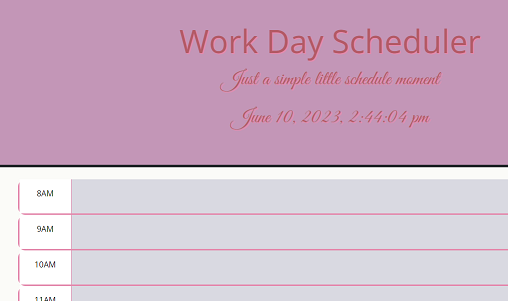 Work Day Scheduler
Just a simple little schedule moment
June 10, 2023, 2:44:04 pm
8AM
9AM
10AM
11AM